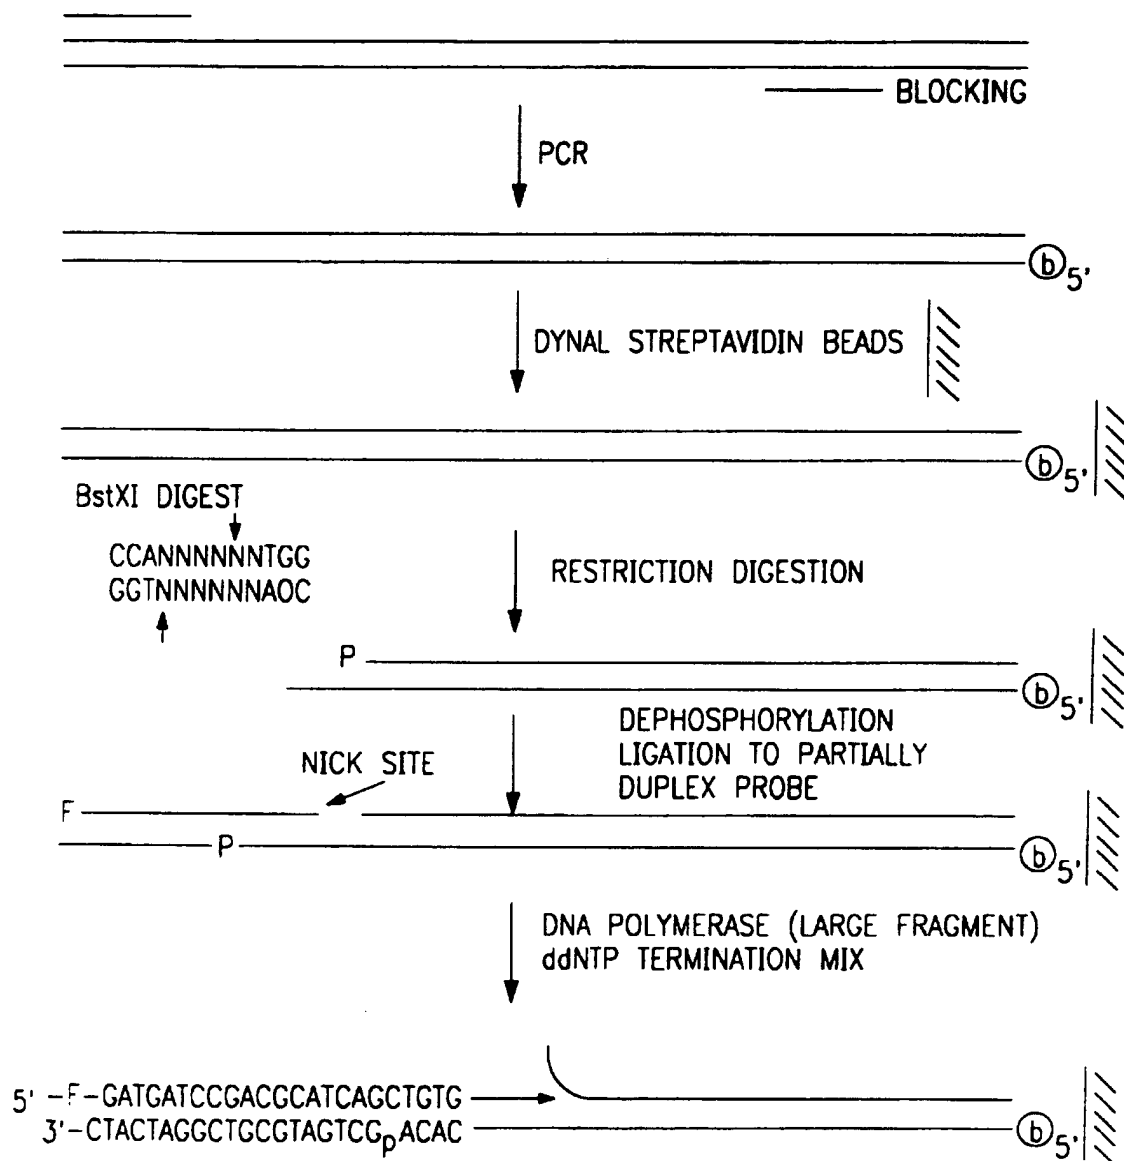 BLOCKING
PCR
b 5'
DYNAL STREPTAVIDIN BEADS
b 5'
BstXI DIGEST
CCANNNNNNTGG
GGTNNNNNNAOC
RESTRICTION DIGESTION
P
b 5'
DEPHOSPHORYLATION
LIGATION TO PARTIALLY
DUPLEX PROBE
NICK SITE
F
P
b 5'
DNA POLYMERASE (LARGE FRAGMENT)
ddNTP TERMINATION MIX
5' -F-GATGATCCGACGCATCAGCTGTG
3'-CTACTAGGCTGCGTAGTCGpACAC
b 5'